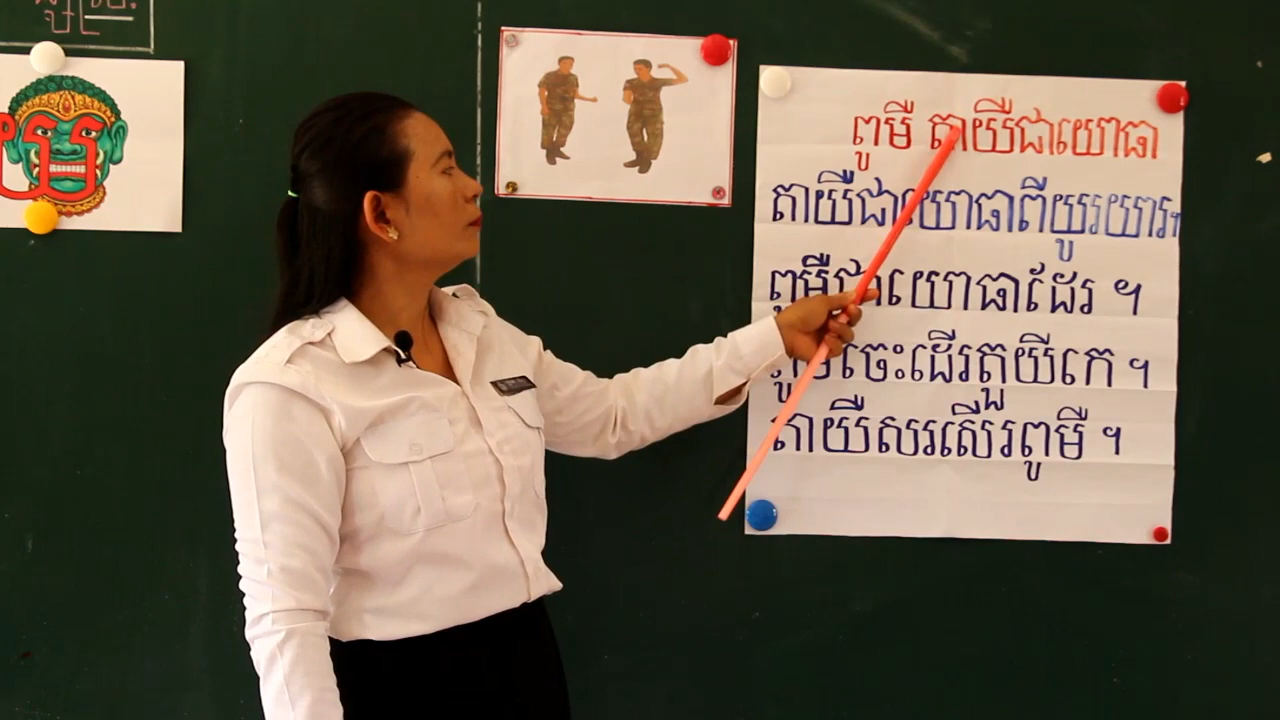 ពូមី តាយឺជាយោធា
តាយឺជាយោធាពីយូរយារ។
ពូមីជាយោធាដែរ ។
ពូមីចេះដើរតួយីកេ ។
តាយឺសរសើរពូមី ។